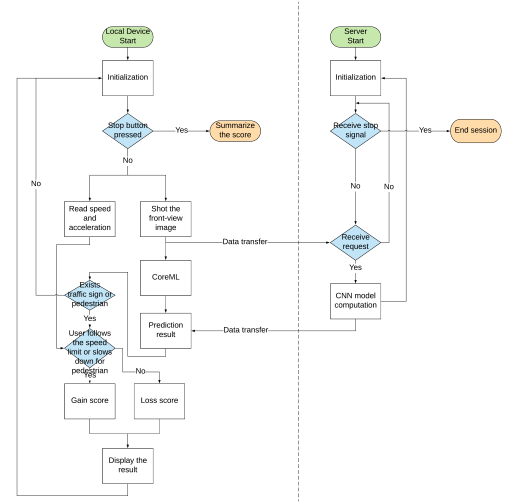 Local Device
Start
Server
Start
Initialization
Initialization
Stop button
pressed
Yes
Summarize
the score
Receive stop
signal
Yes
End session
No
No
No
No
Read speed
and
acceleration
Shot the
front-view
image
Data transfer
Receive
request
Yes
CoreML
Exists
traffic sign or
pedestrian
CNN model
computation
Yes
Prediction
result
Data transfer
User follows
the speed
limit or slows
down for
pedestrian
Yes
No
Gain score
Loss score
Display the
result